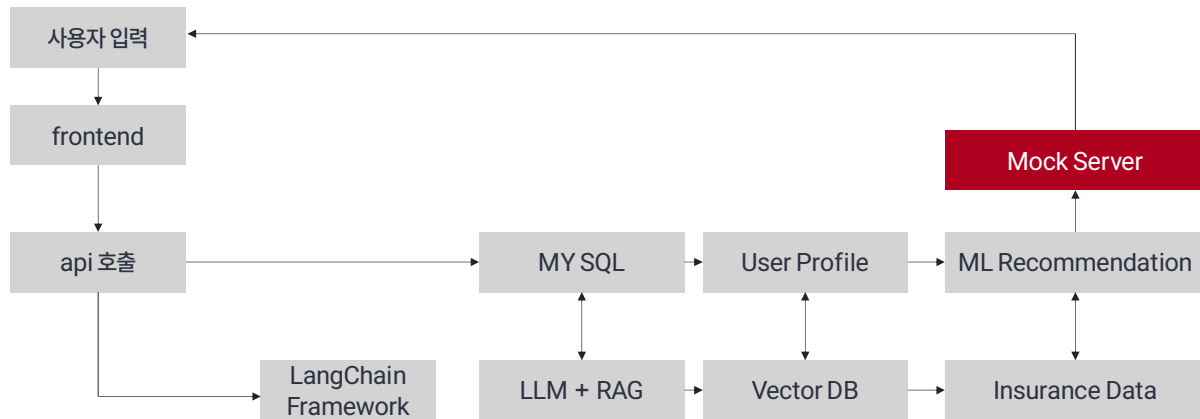 사용자 입력
frontend
Mock Server
api 호출
MY SQL
User Profile
ML Recommendation
LangChain
Framework
LLM + RAG
Vector DB
Insurance Data